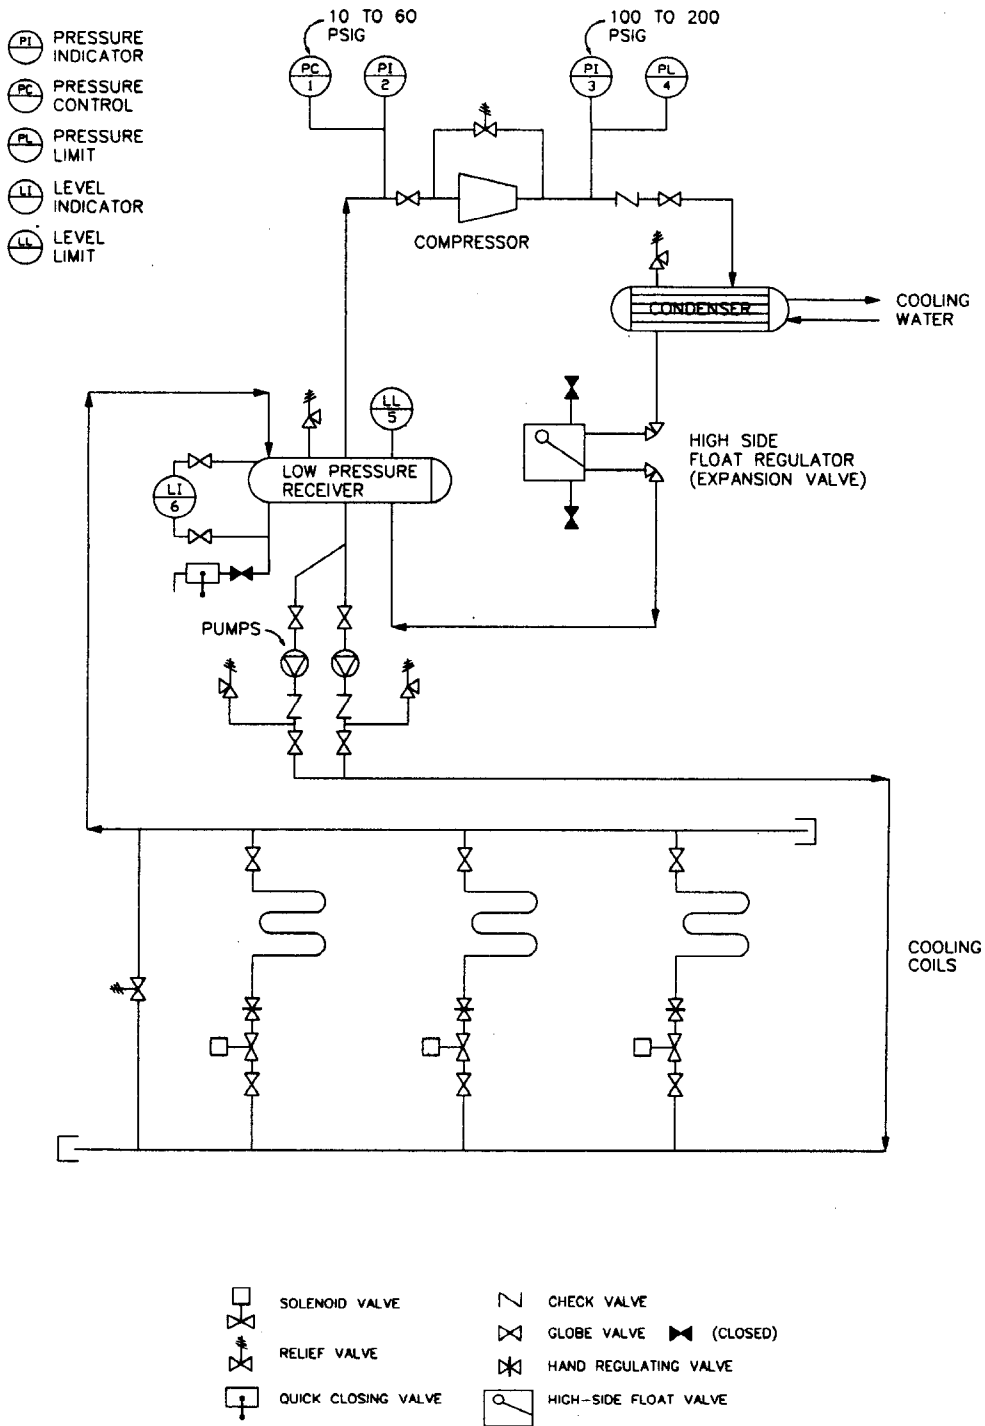 10 TO 60
PSIG
100 TO 200
PSIG
PI
PRESSURE
INDICATOR
PC
PRESSURE
CONTROL
PL
PRESSURE
LIMIT
LI
LEVEL
INDICATOR
LL
LEVEL
LIMIT
PC
1
PI
2
PI
3
PL
4
COMPRESSOR
CONDENSER
COOLING
WATER
LL
5
HIGH SIDE
FLOAT REGULATOR
(EXPANSION VALVE)
LOW PRESSURE
RECEIVER
LI
6
PUMPS
COOLING
COILS
SOLENOID VALVE
RELIEF VALVE
QUICK CLOSING VALVE
CHECK VALVE
GLOBE VALVE
(CLOSED)
HAND REGULATING VALVE
HIGH-SIDE FLOAT VALVE